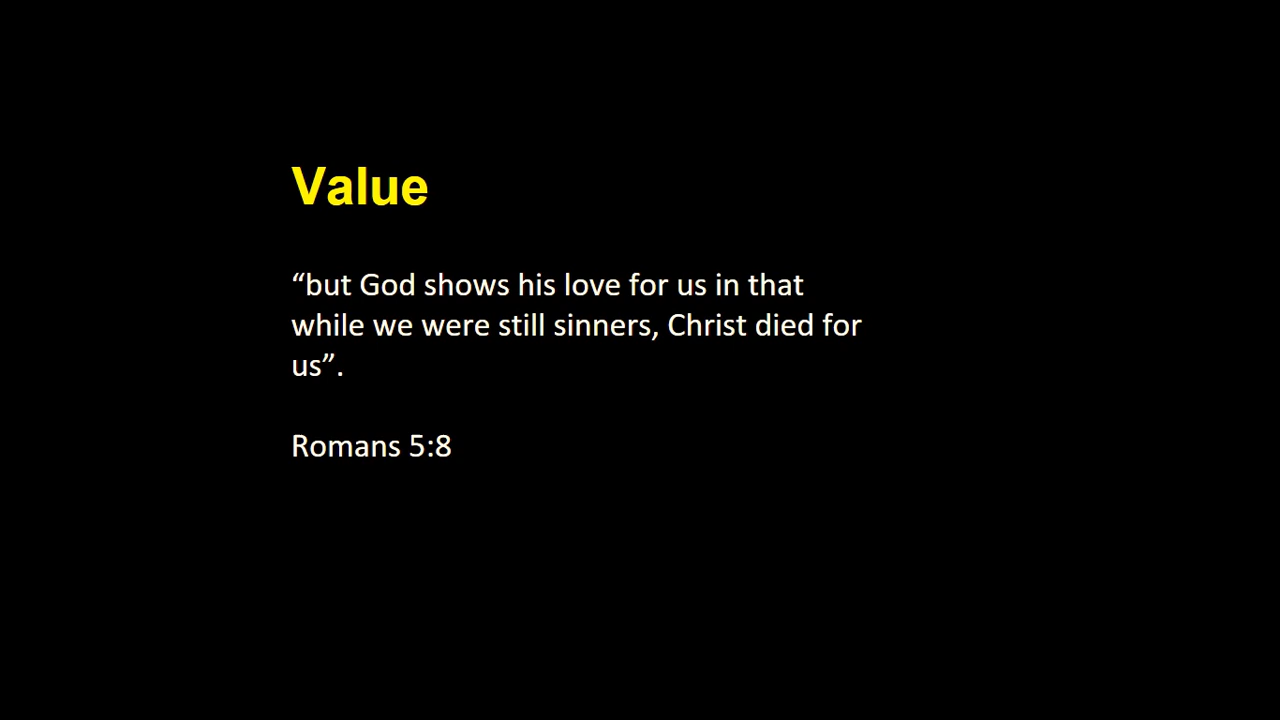 Value
“but God shows his love for us in that
while we were still sinners, Christ died for
us”.
Romans 5:8